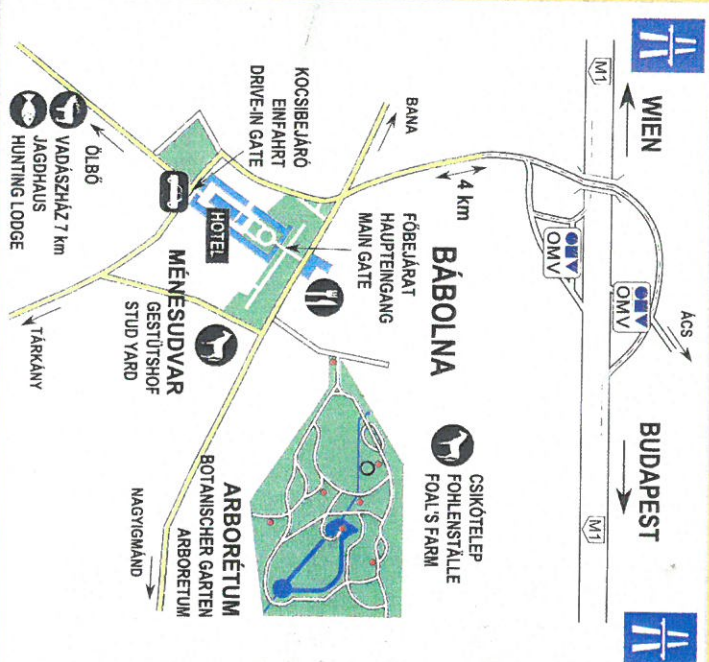 M1
WIEN
BUDAPEST
M1
OMV
OMV
OMV
OMV
ÁCS
4 km
BANA
BÁBOLNA
CSIKÓTELEP
FOHLENSTÄLLE
FOAL'S FARM
FŐBEJÁRAT
HAUPTEINGANG
MAIN GATE
KOCSIBEJÁRÓ
EINFAHRT
DRIVE-IN GATE
HOTEL
ÖLBŐ
VADÁSZHÁZ 7 km
JAGDHAUS
HUNTING LODGE
MÉNESUDVAR
GESTÜTSHOF
STUD YARD
TÁRKÁNY
ARBORÉTUM
BOTANISCHER GARTEN
ARBORETUM
NAGYIGMÁND